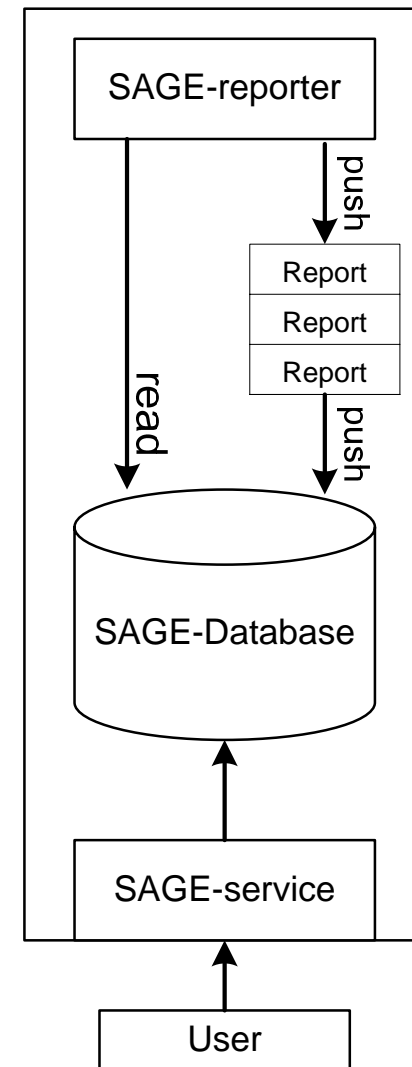 SAGE-reporter
push
Report
Report
Report
read
push
SAGE-Database
SAGE-service
User